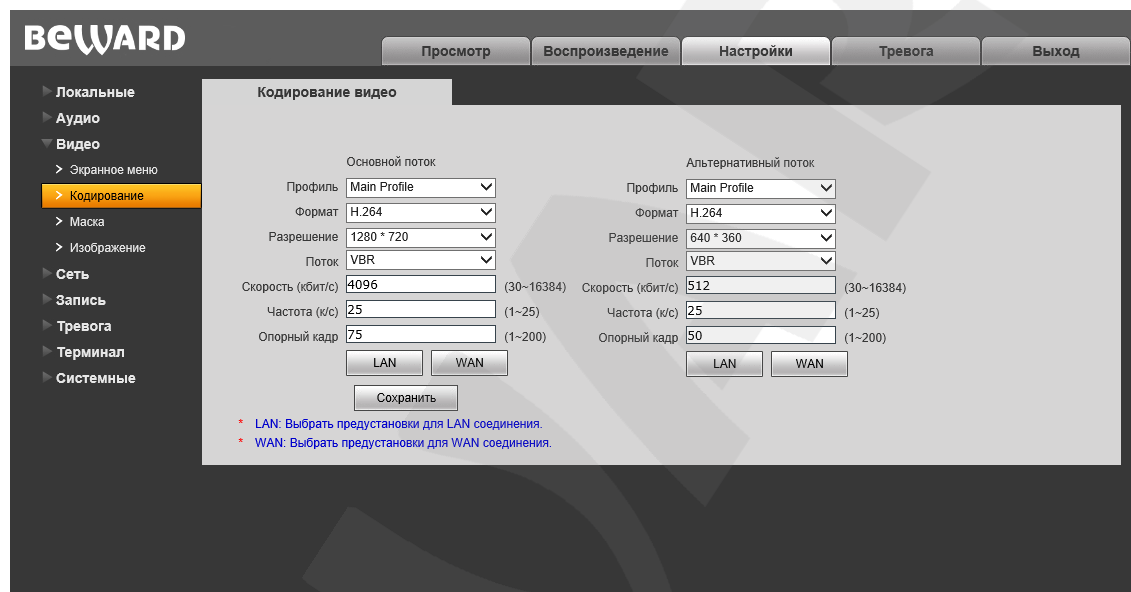 BEWARD
Просмотр Воспроизведение Настройки Тревога Выход
Локальные
Аудио
Видео
Экранное меню
Кодирование
Маска
Изображение
Сеть
Запись
Тревога
Терминал
Системные
Кодирование видео
Основной поток Альтернативный поток
Профиль Main Profile Профиль Main Profile
Формат H.264 Формат H.264
Разрешение 1280 * 720 Разрешение 640 * 360
Поток VBR Поток VBR
Скорость (кбит/с) 4096 (30~16384) Скорость (кбит/с) 512 (30~16384)
Частота (к/с) 25 (1~25) Частота (к/с) 25 (1~25)
Опорный кадр 75 (1~200) Опорный кадр 50 (1~200)
LAN WAN LAN WAN
Сохранить
* LAN: Выбрать предустановки для LAN соединения.
* WAN: Выбрать предустановки для WAN соединения.